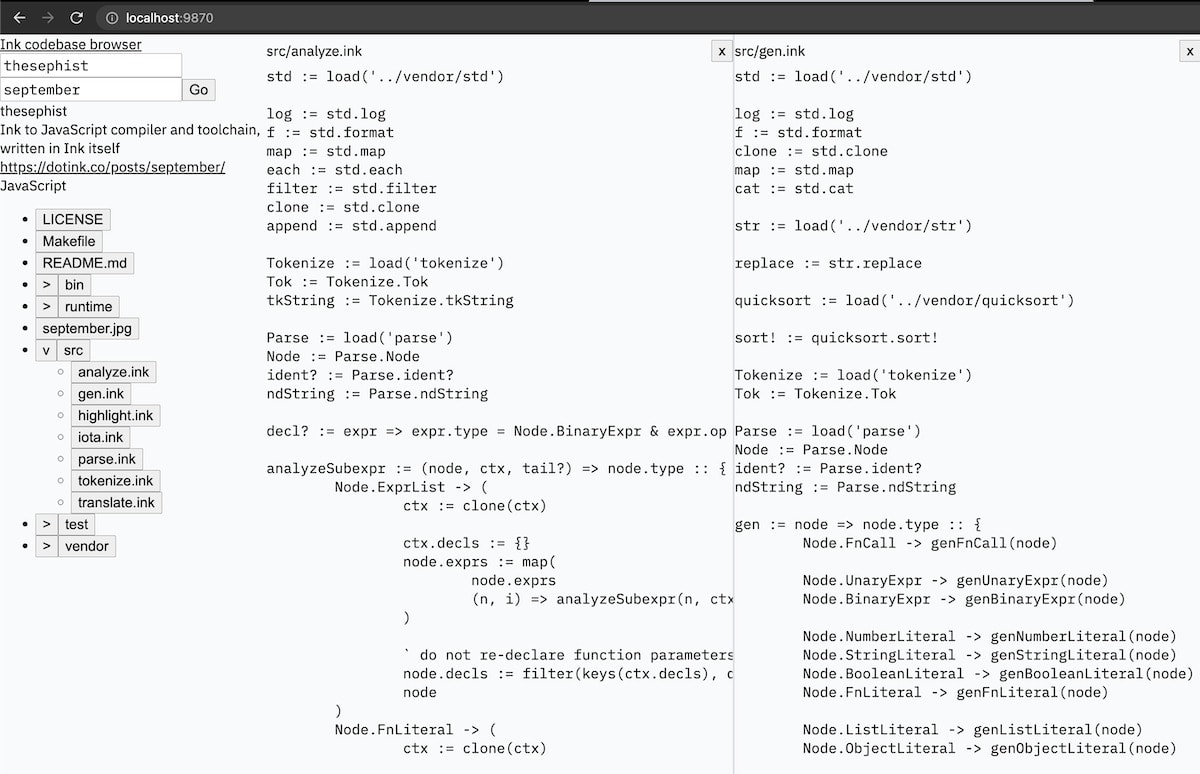 localhost:9870
Ink codebase browser
thesephist
september
Go
thesephist
Ink to JavaScript compiler and toolchain,
written in Ink itself
https://dotink.co/posts/september/
JavaScript
LICENSE
Makefile
README.md
> bin
> runtime
september.jpg
v src
analyze.ink
gen.ink
highlight.ink
iota.ink
parse.ink
tokenize.ink
translate.ink
> test
> vendor
src/analyze.ink
x
std := load('../vendor/std')
log := std.log
f := std.format
map := std.map
each := std.each
filter := std.filter
clone := std.clone
append := std.append
Tokenize := load('tokenize')
Tok := Tokenize.Tok
tkString := Tokenize.tkString
Parse := load('parse')
Node := Parse.Node
ident? := Parse.ident?
ndString := Parse.ndString
decl? := expr => expr.type = Node.BinaryExpr & expr.op
analyzeSubexpr := (node, ctx, tail?) => node.type :: {
Node.ExprList -> (
ctx := clone(ctx)
ctx.decls := {}
node.exprs := map(
node.exprs
(n, i) => analyzeSubexpr(n, ctx
)
` do not re-declare function parameters
node.decls := filter(keys(ctx.decls),
node
)
Node.FnLiteral -> (
ctx := clone(ctx)
src/gen.ink
x
std := load('../vendor/std')
log := std.log
f := std.format
clone := std.clone
map := std.map
cat := std.cat
str := load('../vendor/str')
replace := str.replace
quicksort := load('../vendor/quicksort')
sort! := quicksort.sort!
Tokenize := load('tokenize')
Tok := Tokenize.Tok
Parse := load('parse')
Node := Parse.Node
ident? := Parse.ident?
ndString := Parse.ndString
gen := node => node.type :: {
Node.FnCall -> genFnCall(node)
Node.UnaryExpr -> genUnaryExpr(node)
Node.BinaryExpr -> genBinaryExpr(node)
Node.NumberLiteral -> genNumberLiteral(node)
Node.StringLiteral -> genStringLiteral(node)
Node.BooleanLiteral -> genBooleanLiteral(node)
Node.FnLiteral -> genFnLiteral(node)
Node.ListLiteral -> genListLiteral(node)
Node.ObjectLiteral -> genObjectLiteral(node)